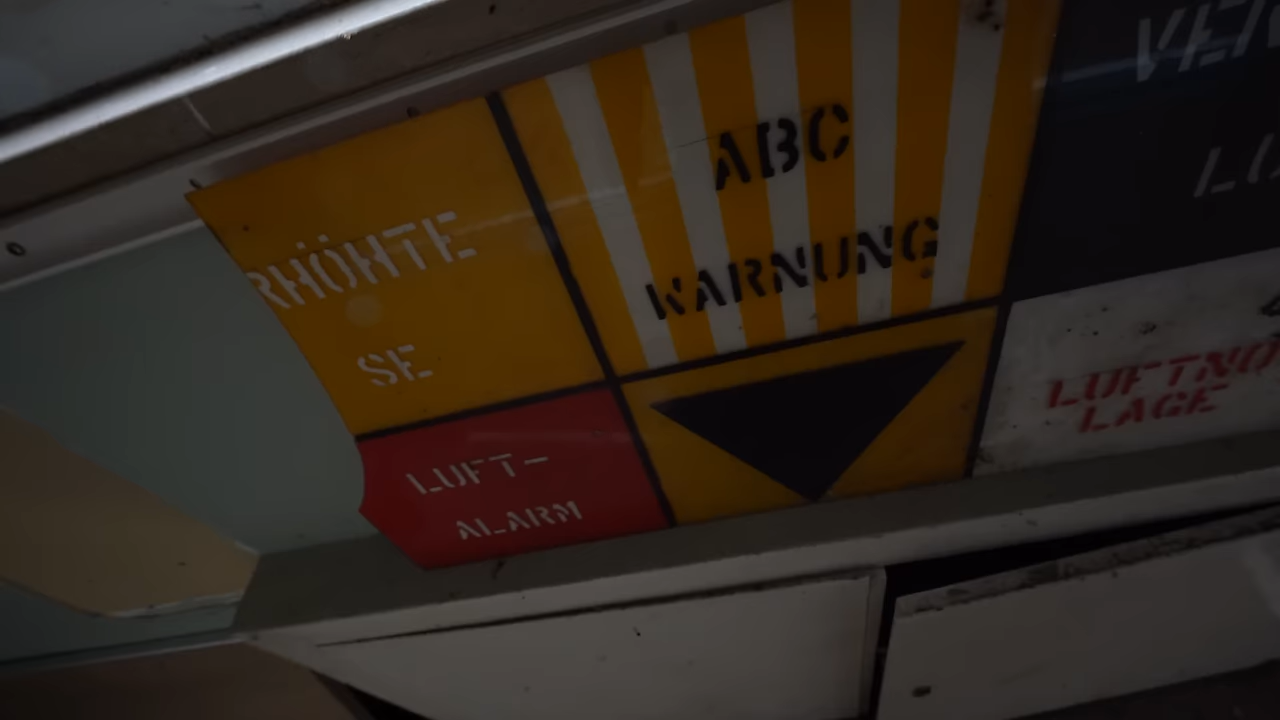 RHÖHTE
SE
ABC
WARNUNG
LUFT-
ALARM
LUFTNO
LAGE